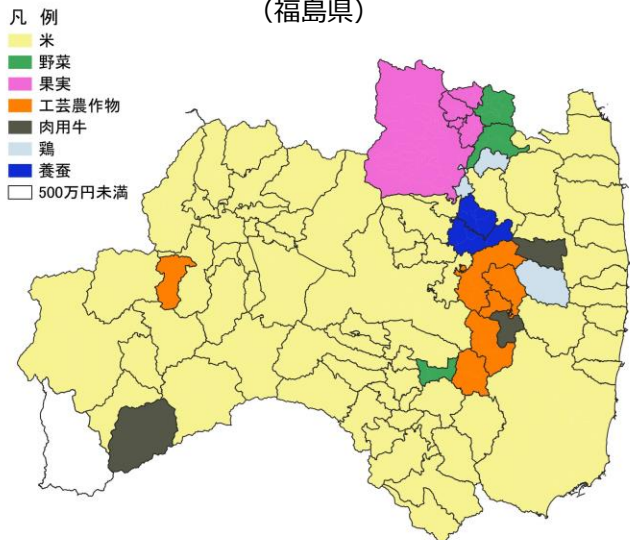 (福島県)
凡 例
米
野菜
果実
工芸農作物
肉用牛
鶏
養蚕
500万円未満